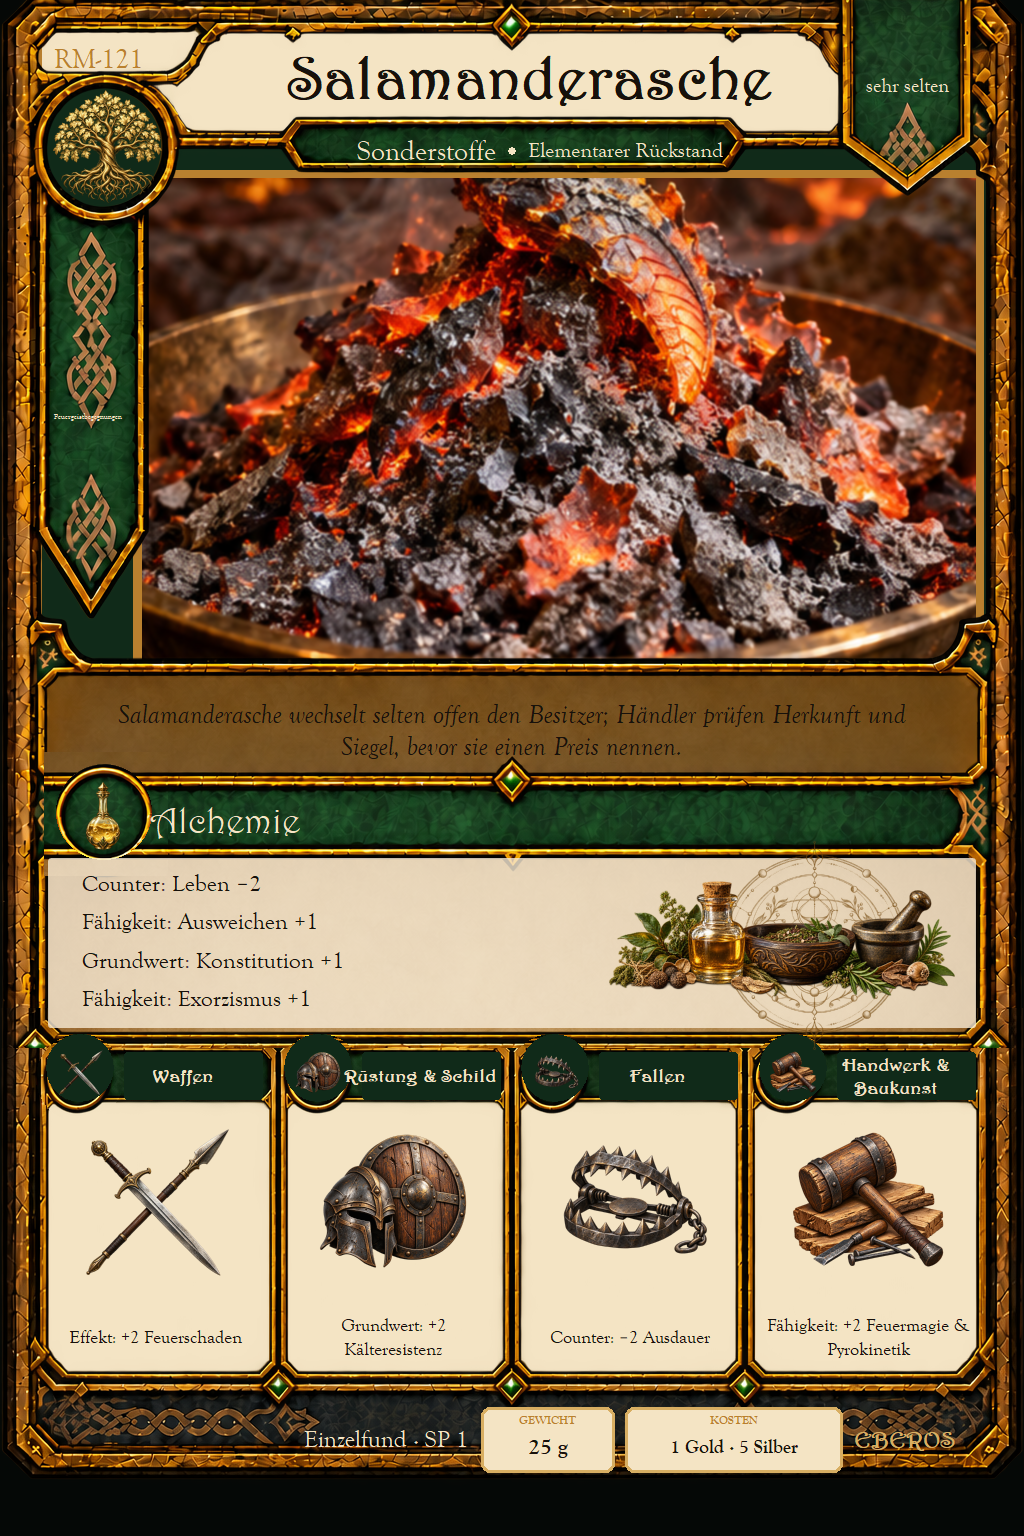 RM-121
Salamanderasche
sehr selten
Sonderstoffe • Elementarer Rückstand
Feuergeistbegegnungen
Salamanderasche wechselt selten offen den Besitzer; Händler prüfen Herkunft und
Siegel, bevor sie einen Preis nennen.
Alchemie
Counter: Leben −2
Fähigkeit: Ausweichen +1
Grundwert: Konstitution +1
Fähigkeit: Exorzismus +1
Waffen
Effekt: +2 Feuerschaden
Rüstung & Schild
Grundwert: +2
Kälteresistenz
Fallen
Counter: −2 Ausdauer
Handwerk &
Baukunst
Fähigkeit: +2 Feuermagie &
Pyrokinetik
Einzelfund · SP 1
GEWICHT
25 g
KOSTEN
1 Gold · 5 Silber
EBEROS